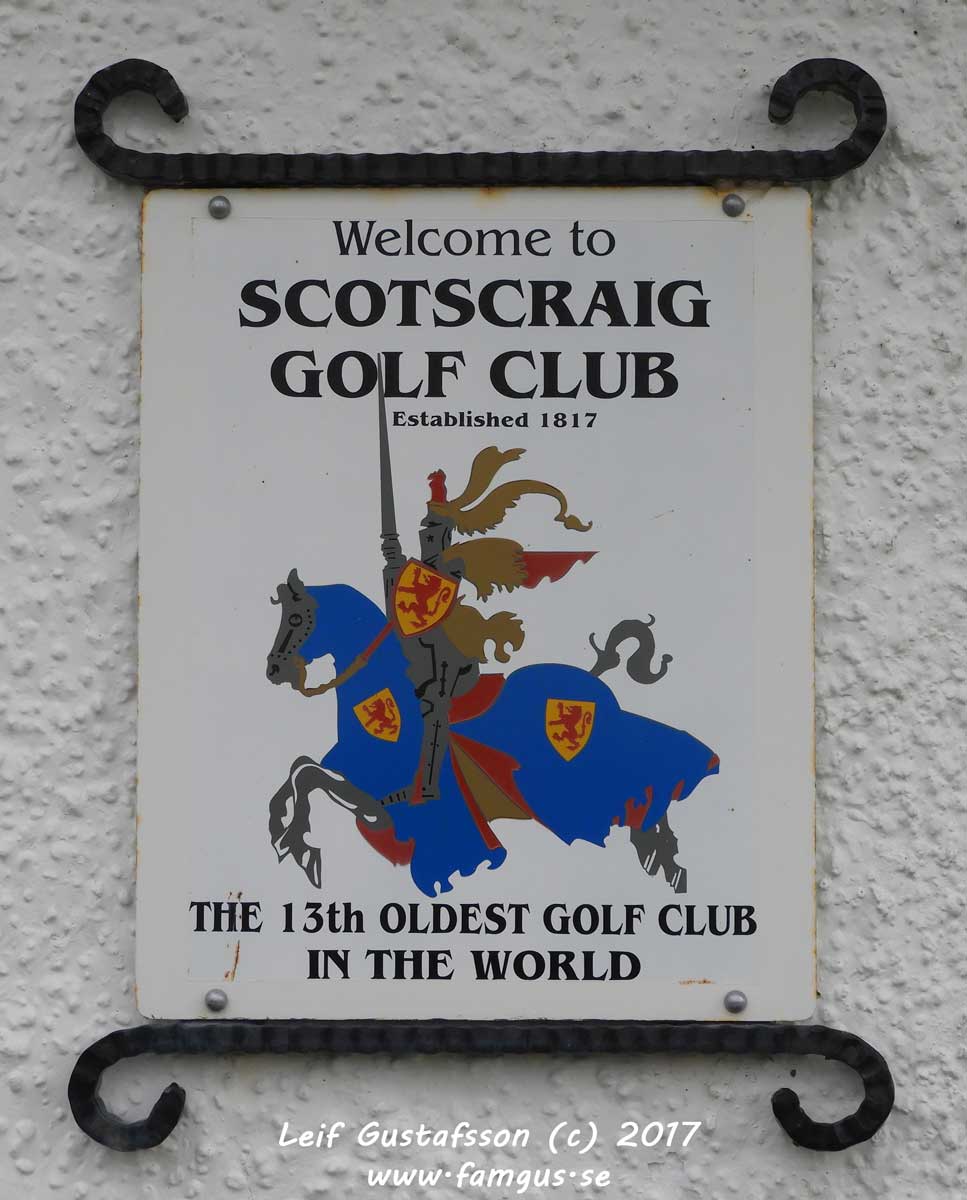 Welcome to
SCOTSCRAIG
GOLF CLUB
Established 1817
THE 13th OLDEST GOLF CLUB
IN THE WORLD
Leif Gustafsson (c) 2017
www.famgus.se